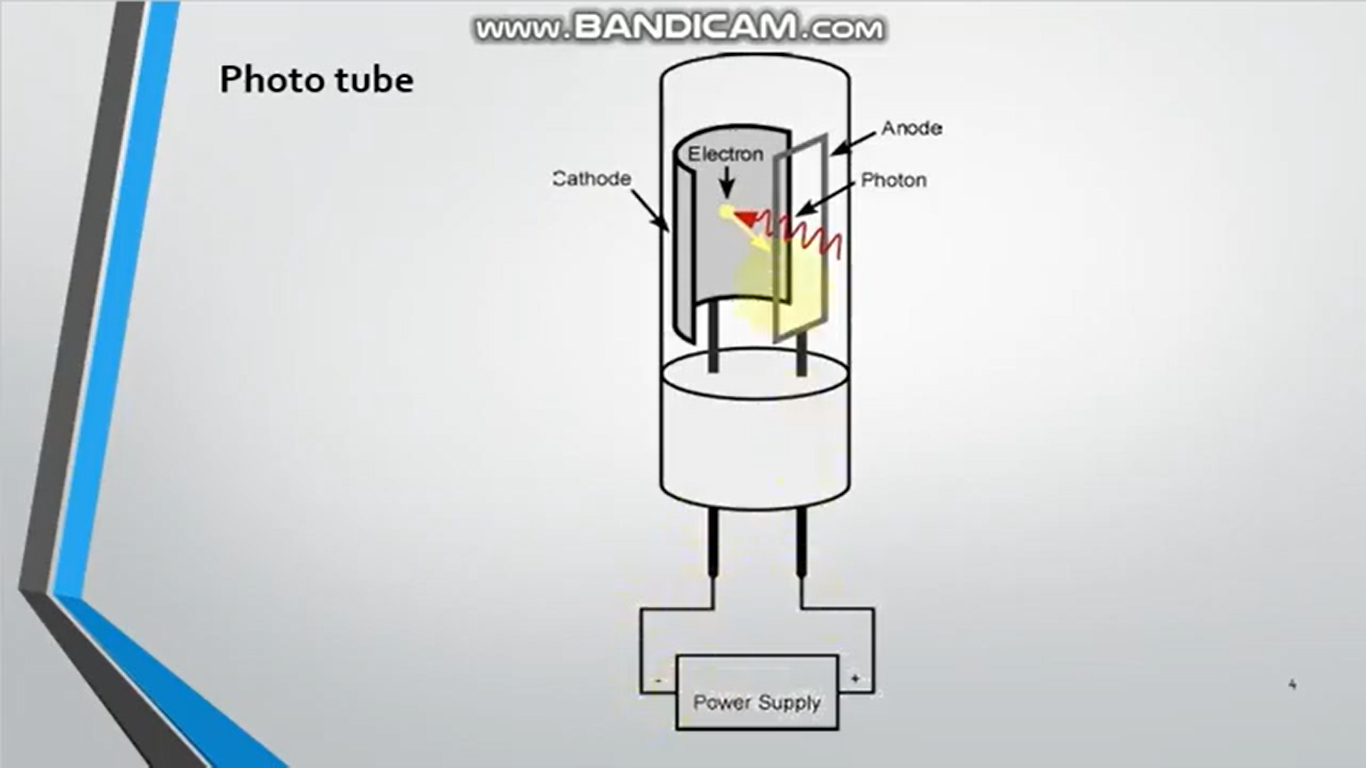 www.BANDICAM.com
Photo tube
Anode
Electron
Cathode
Photon
- +
Power Supply
4